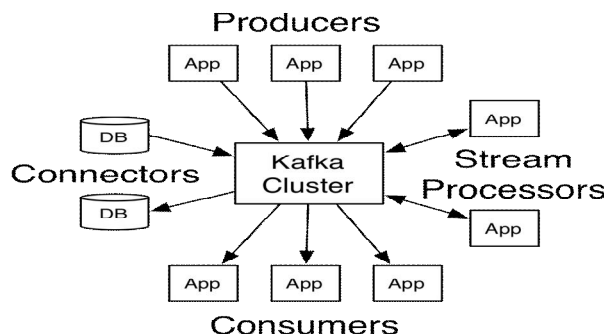 Producers
App
App
App
DB
App
Kafka
Cluster
Connectors
Stream
Processors
DB
App
App
App
App
Consumers